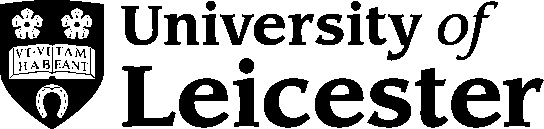 VT·VITAM
HABEANT
University of
Leicester